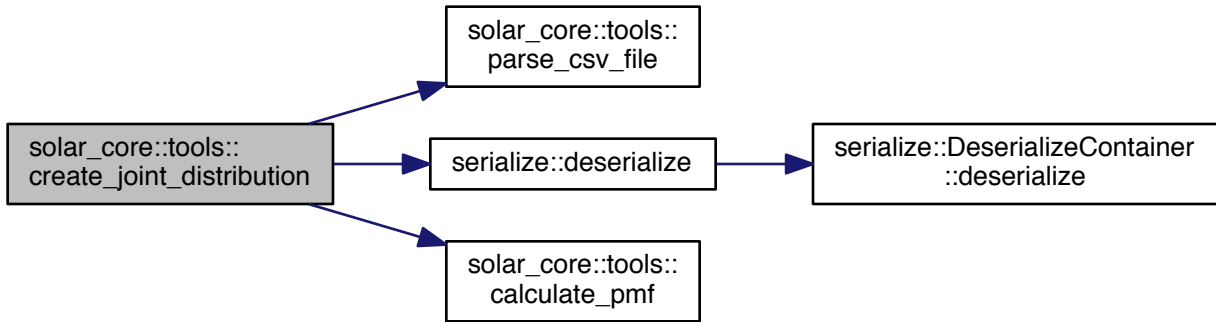 solar_core::tools::
parse_csv_file
solar_core::tools::
create_joint_distribution
serialize::deserialize
serialize::DeserializeContainer
::deserialize
solar_core::tools::
calculate_pmf